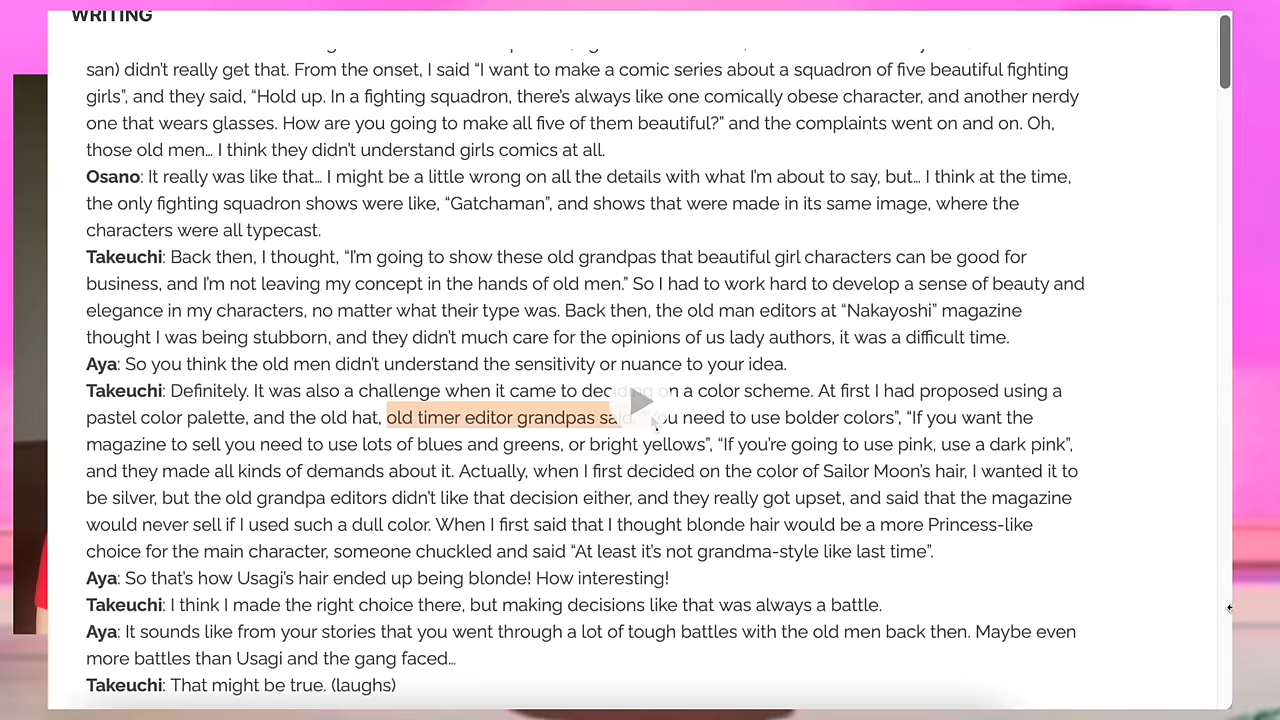 WRITING
san) didn’t really get that. From the onset, I said “I want to make a comic series about a squadron of five beautiful fighting
girls”, and they said, “Hold up. In a fighting squadron, there’s always like one comically obese character, and another nerdy
one that wears glasses. How are you going to make all five of them beautiful?” and the complaints went on and on. Oh,
those old men… I think they didn’t understand girls comics at all.
Osano: It really was like that… I might be a little wrong on all the details with what I’m about to say, but… I think at the time,
the only fighting squadron shows were like, “Gatchaman”, and shows that were made in its same image, where the
characters were all typecast.
Takeuchi: Back then, I thought, “I’m going to show these old grandpas that beautiful girl characters can be good for
business, and I’m not leaving my concept in the hands of old men.” So I had to work hard to develop a sense of beauty and
elegance in my characters, no matter what their type was. Back then, the old man editors at “Nakayoshi” magazine
thought I was being stubborn, and they didn’t much care for the opinions of us lady authors, it was a difficult time.
Aya: So you think the old men didn’t understand the sensitivity or nuance to your idea.
Takeuchi: Definitely. It was also a challenge when it came to deciding on a color scheme. At first I had proposed using a
pastel color palette, and the old hat, old timer editor grandpas said, “You need to use bolder colors”, “If you want the
magazine to sell you need to use lots of blues and greens, or bright yellows”, “If you’re going to use pink, use a dark pink”,
and they made all kinds of demands about it. Actually, when I first decided on the color of Sailor Moon’s hair, I wanted it to
be silver, but the old grandpa editors didn’t like that decision either, and they really got upset, and said that the magazine
would never sell if I used such a dull color. When I first said that I thought blonde hair would be a more Princess-like
choice for the main character, someone chuckled and said “At least it’s not grandma-style like last time”.
Aya: So that’s how Usagi’s hair ended up being blonde! How interesting!
Takeuchi: I think I made the right choice there, but making decisions like that was always a battle.
Aya: It sounds like from your stories that you went through a lot of tough battles with the old men back then. Maybe even
more battles than Usagi and the gang faced…
Takeuchi: That might be true. (laughs)